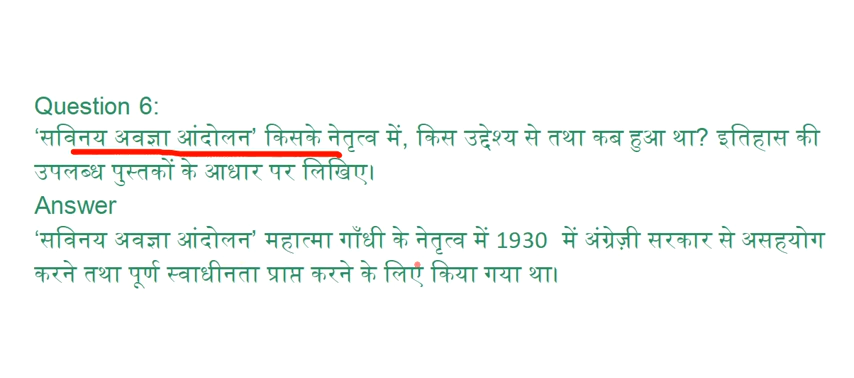 Question 6:
‘सविनय अवज्ञा आंदोलन’ किसके नेतृत्व में, किस उद्देश्य से तथा कब हुआ था? इतिहास की
उपलब्ध पुस्तकों के आधार पर लिखिए।
Answer
‘सविनय अवज्ञा आंदोलन’ महात्मा गाँधी के नेतृत्व में 1930 में अंग्रेज़ी सरकार से असहयोग
करने तथा पूर्ण स्वाधीनता प्राप्त करने के लिए किया गया था।